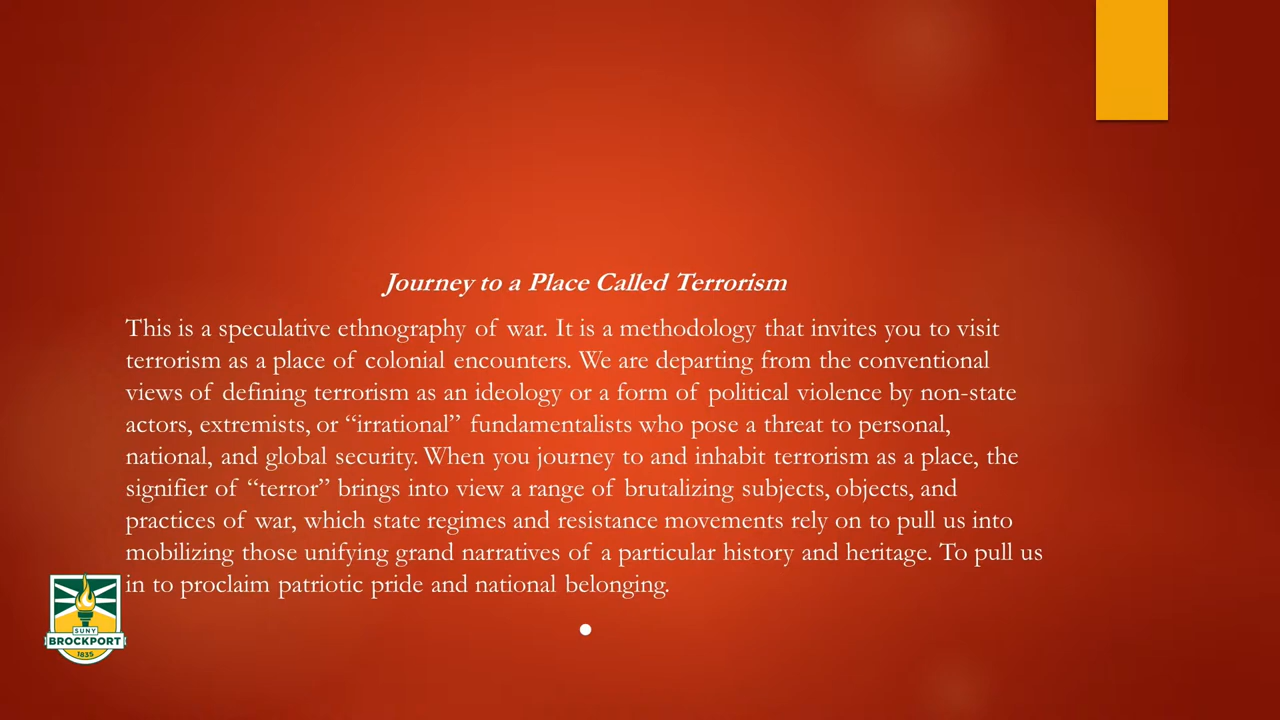 Journey to a Place Called Terrorism
This is a speculative ethnography of war. It is a methodology that invites you to visit
terrorism as a place of colonial encounters. We are departing from the conventional
views of defining terrorism as an ideology or a form of political violence by non-state
actors, extremists, or “irrational” fundamentalists who pose a threat to personal,
national, and global security. When you journey to and inhabit terrorism as a place, the
signifier of “terror” brings into view a range of brutalizing subjects, objects, and
practices of war, which state regimes and resistance movements rely on to pull us into
mobilizing those unifying grand narratives of a particular history and heritage. To pull us
in to proclaim patriotic pride and national belonging.
SUNY
BROCKPORT
1835